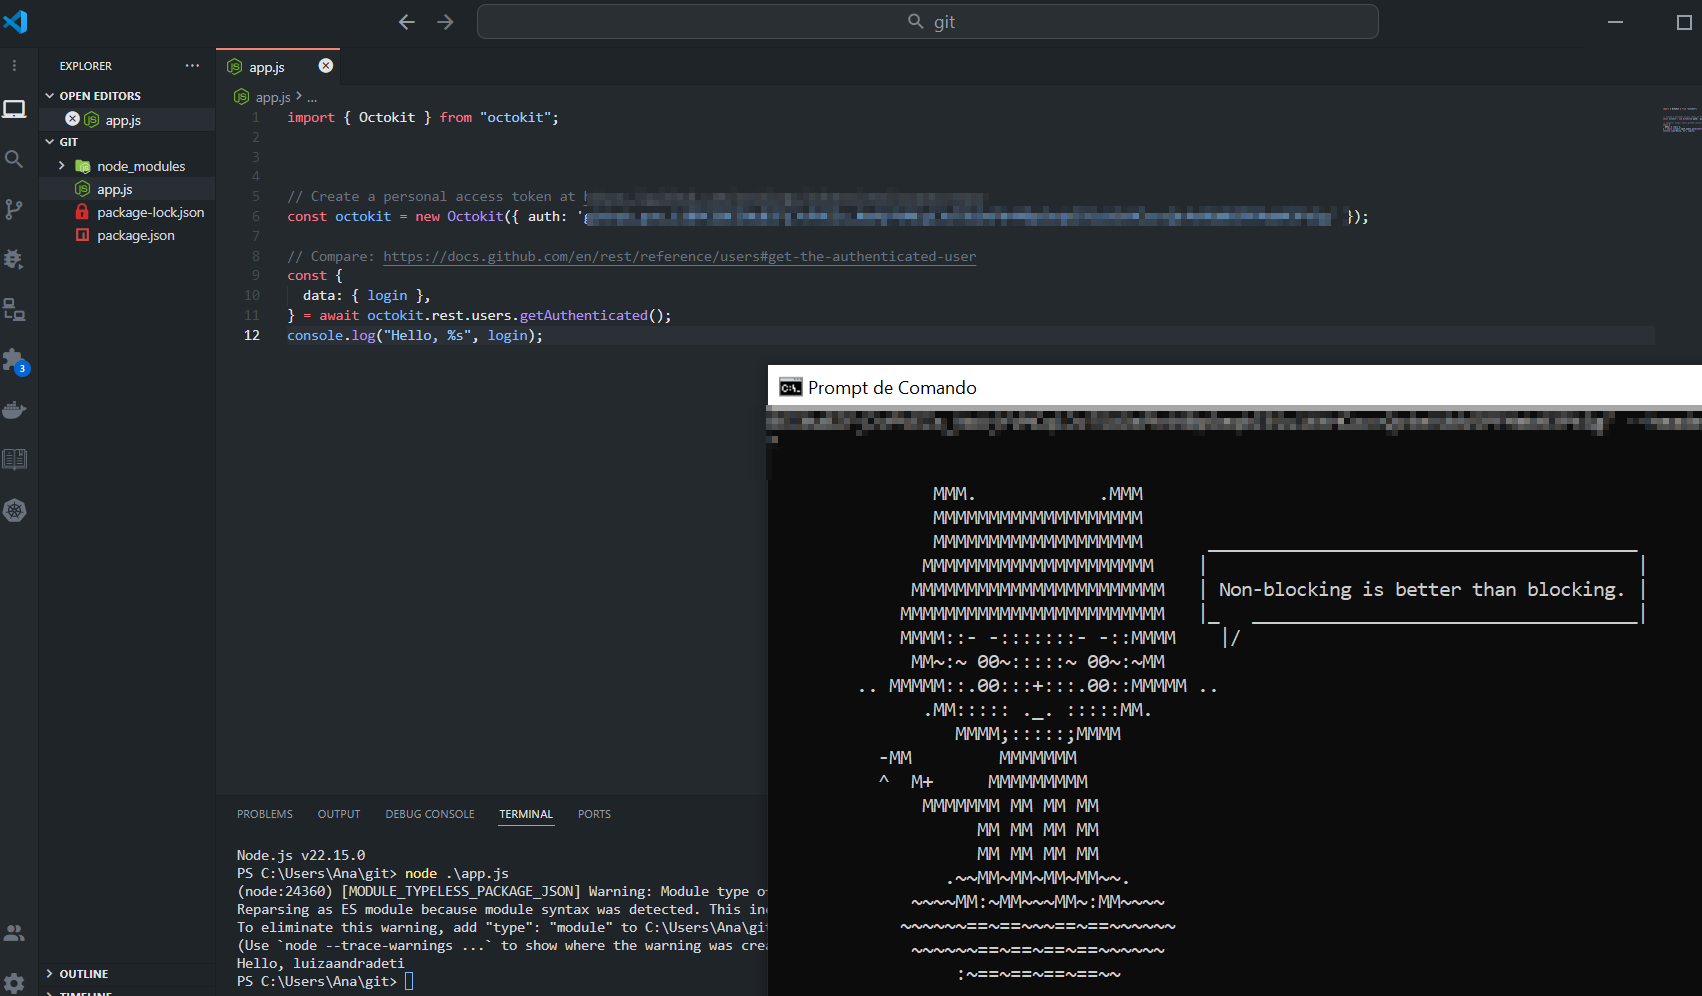 git
EXPLORER
OPEN EDITORS
app.js
GIT
node_modules
app.js
package-lock.json
package.json
3
OUTLINE
TIMELINE
app.js
app.js > ...
1 import { Octokit } from "octokit";
2
3
4
5 // Create a personal access token at
6 const octokit = new Octokit({ auth: ' });
7
8 // Compare: https://docs.github.com/en/rest/reference/users#get-the-authenticated-user
9 const {
10 data: { login },
11 } = await octokit.rest.users.getAuthenticated();
12 console.log("Hello, %s", login);
PROBLEMS OUTPUT DEBUG CONSOLE TERMINAL PORTS
Node.js v22.15.0
PS C:\Users\Ana\git> node .\app.js
(node:24360) [MODULE_TYPELESS_PACKAGE_JSON] Warning: Module type o
Reparsing as ES module because module syntax was detected. This in
To eliminate this warning, add "type": "module" to C:\Users\Ana\git
(Use `node --trace-warnings ...` to show where the warning was crea
Hello, luizaandradeti
PS C:\Users\Ana\git>
C:\. Prompt de Comando
MMM.           .MMM
MMMMMMMMMMMMMMMMMMM
MMMMMMMMMMMMMMMMMMM
MMMMMMMMMMMMMMMMMMMMM
MMMMMMMMMMMMMMMMMMMMMMM | Non-blocking is better than blocking. |
MMMMMMMMMMMMMMMMMMMMMMMM
MMMM::- -:::::::- -::MMMM |/
MM~:~ 00~:::::~ 00~:~MM
.. MMMMM::.00:::+:::.00::MMMMM ..
.MM::::: ._. :::::MM.
MMMM;:::::;MMMM
-MM        MMMMMMM
^  M+     MMMMMMMMM
MMMMMMM MM MM MM
MM MM MM MM
MM MM MM MM
.~~MM~MM~MM~MM~~.
~~~~MM:~MM~~~MM~:MM~~~~
~~~~~~==~==~~~==~==~~~~~~
~~~~~~==~==~==~==~~~~~~
:~==~==~==~==~~